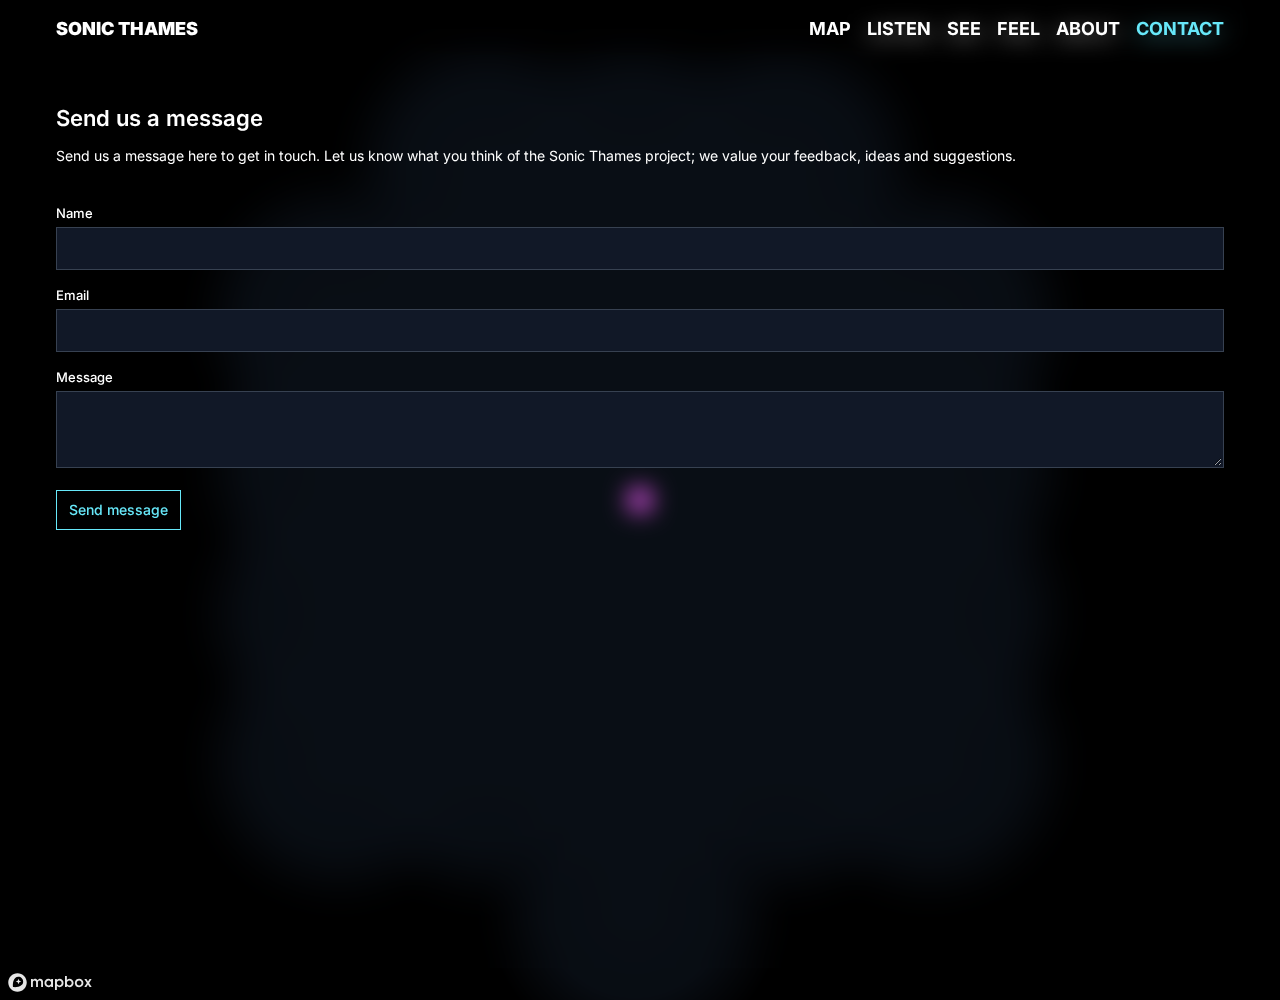 SONIC THAMES
MAP LISTEN SEE FEEL ABOUT CONTACT
Send us a message
Send us a message here to get in touch. Let us know what you think of the Sonic Thames project; we value your feedback, ideas and suggestions.
Name
Email
Message
Send message
mapbox